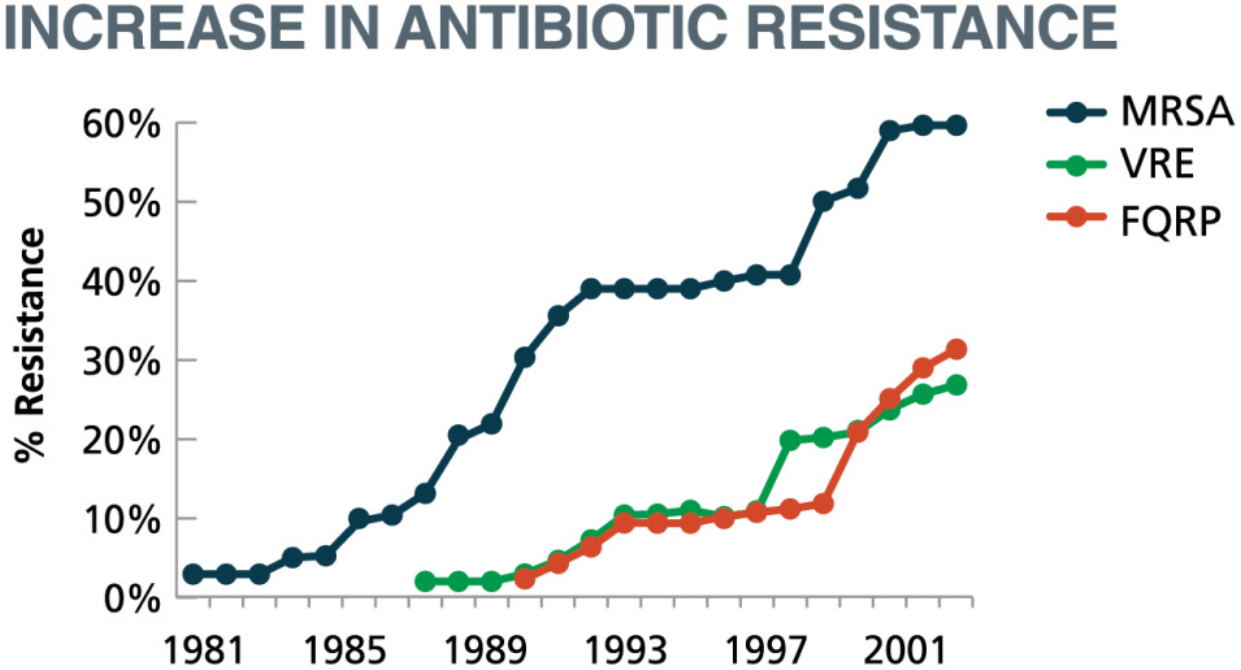 INCREASE IN ANTIBIOTIC RESISTANCE
60%
50%
40%
30%
20%
10%
0%
% Resistance
1981 1985 1989 1993 1997 2001
MRSA
VRE
FQRP